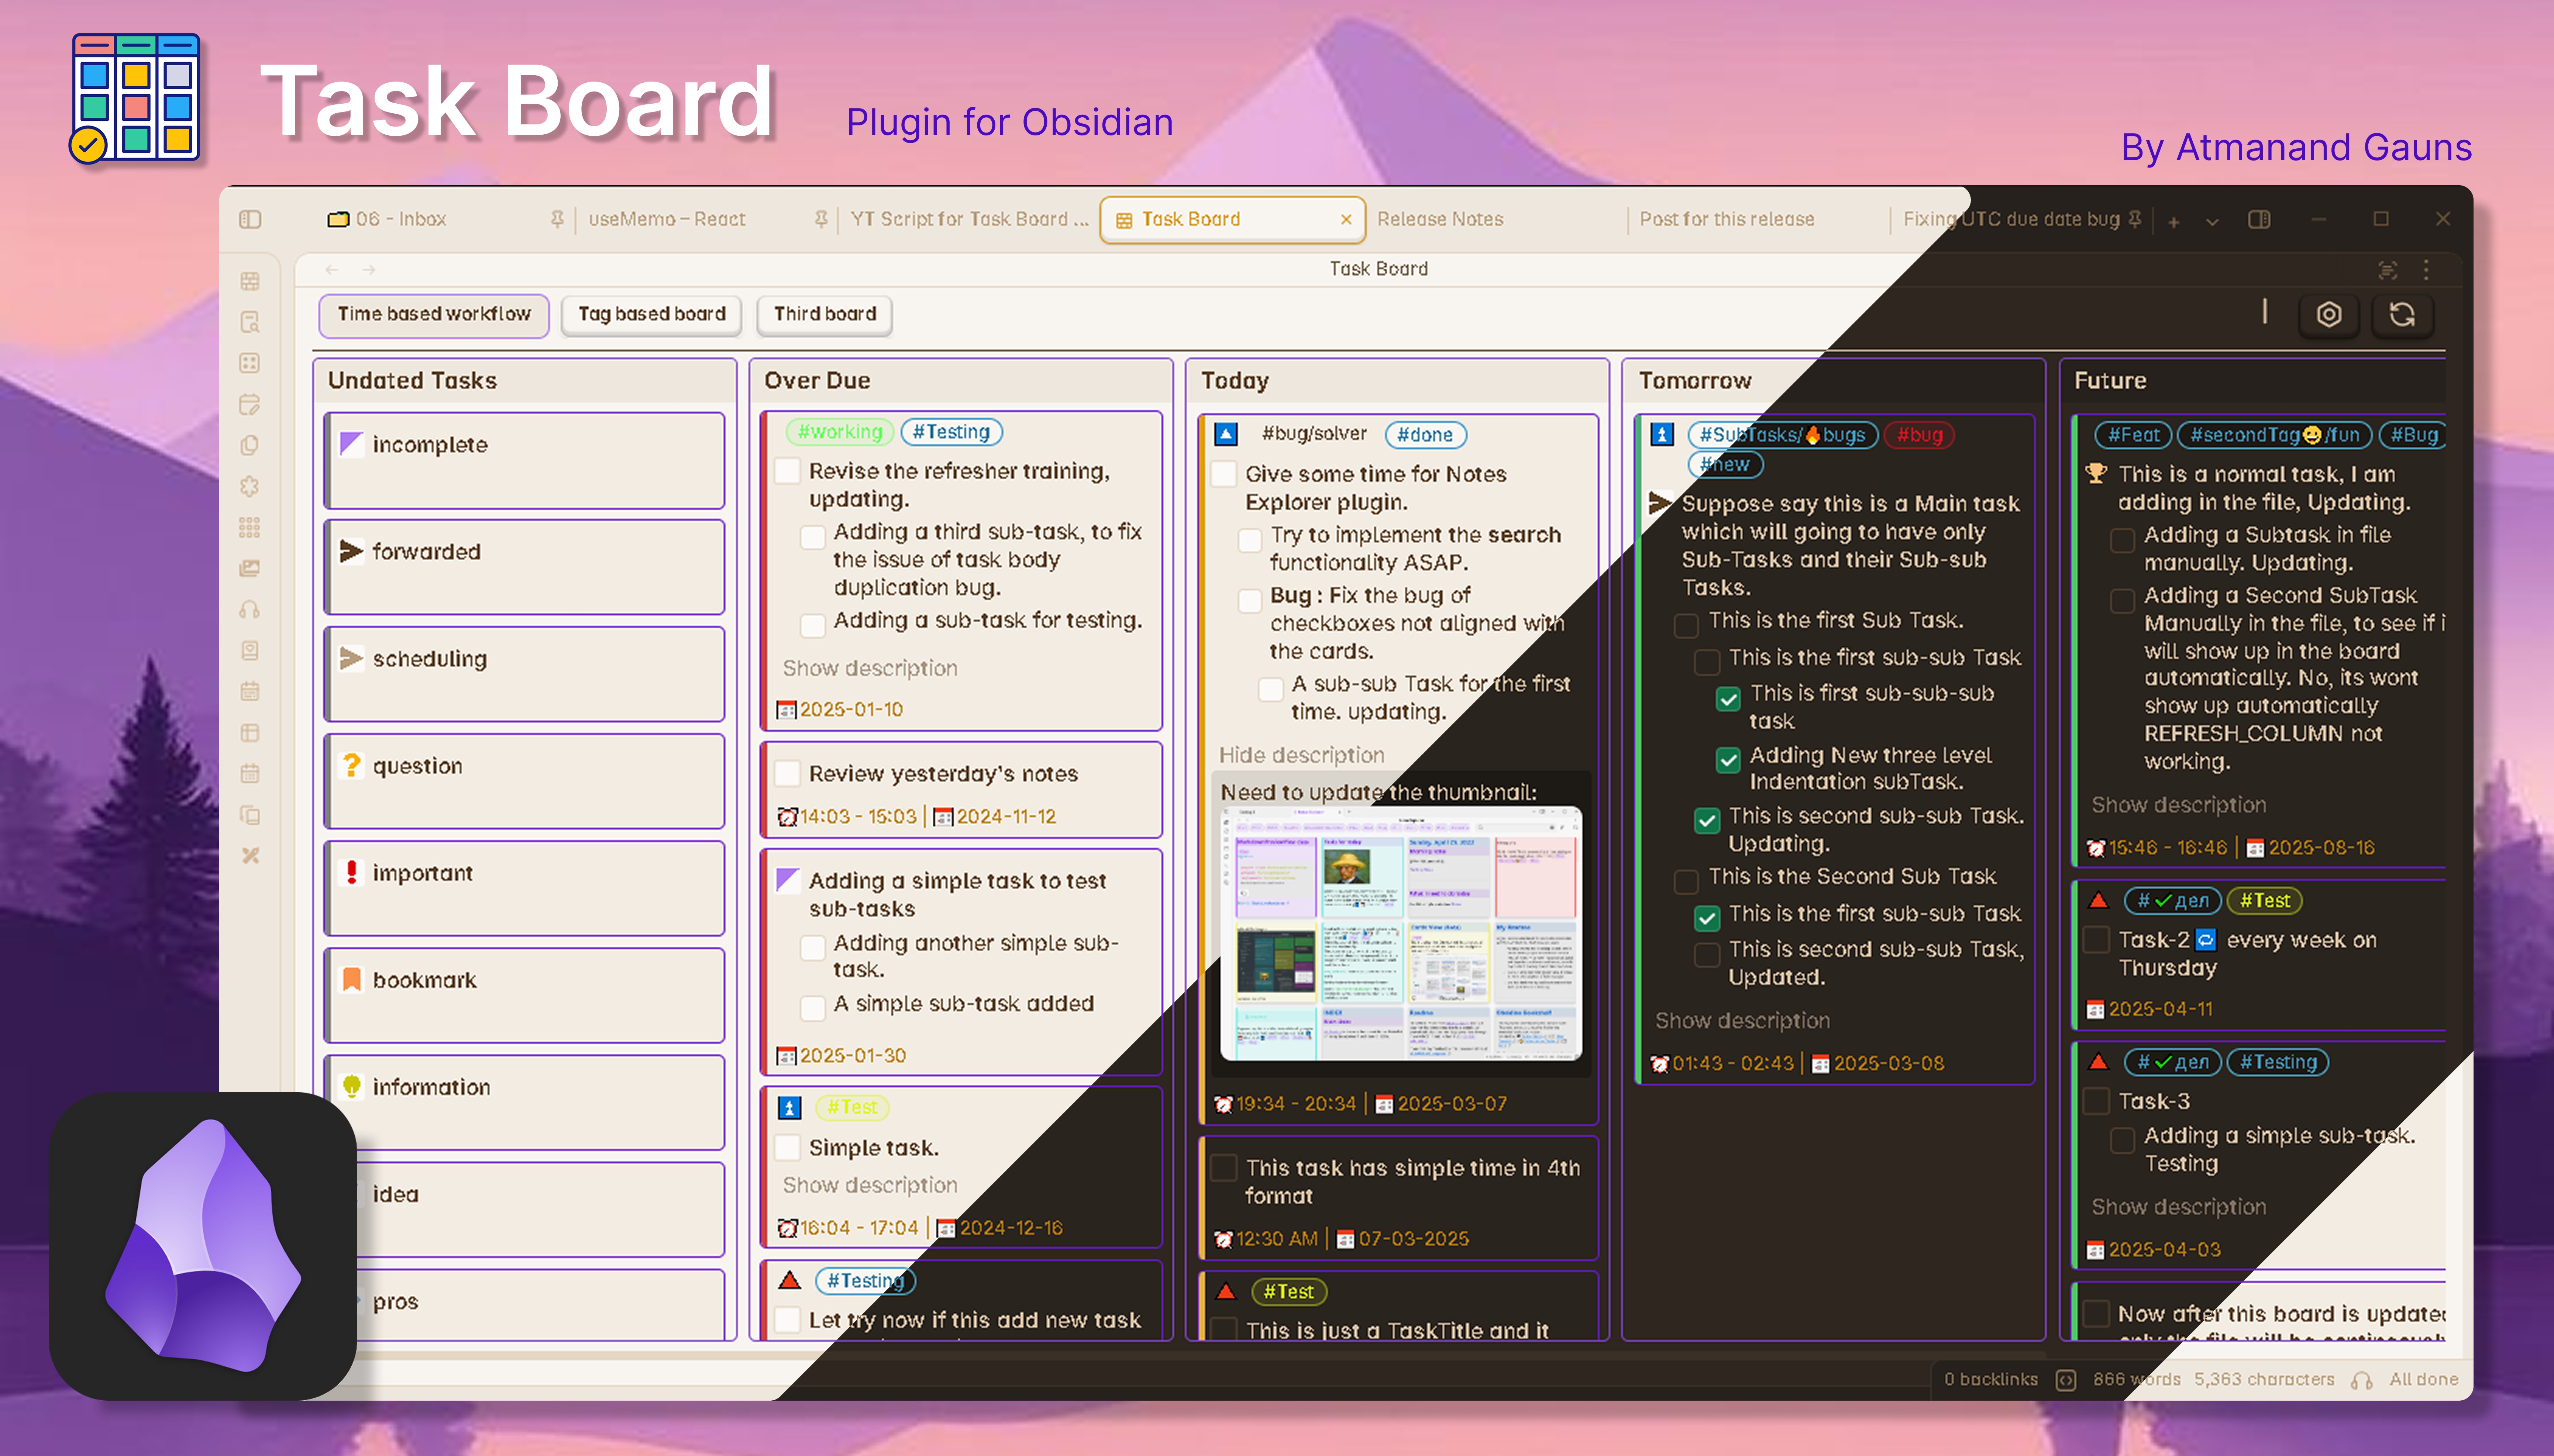 Task Board
Plugin for Obsidian
By Atmanand Gauns
06 - Inbox
useMemo – React
YT Script for Task Board ...
Task Board
Release Notes
Post for this release
Fixing UTC due date bug
Task Board
Time based workflow
Tag based board
Third board
Undated Tasks
incomplete
forwarded
scheduling
question
important
bookmark
information
idea
pros
Over Due
#working #Testing
Revise the refresher training,
updating.
Adding a third sub-task, to fix
the issue of task body
duplication bug.
Adding a sub-task for testing.
Show description
2025-01-10
Review yesterday's notes
14:03 - 15:03 | 2024-11-12
Adding a simple task to test
sub-tasks
Adding another simple sub-
task.
A simple sub-task added
2025-01-30
#Test
Simple task.
Show description
16:04 - 17:04 | 2024-12-16
#Testing
Let try now if this add new task
Today
#bug/solver #done
Give some time for Notes
Explorer plugin.
Try to implement the search
functionality ASAP.
Bug : Fix the bug of
checkboxes not aligned with
the cards.
A sub-sub Task for the first
time. updating.
Hide description
Need to update the thumbnail:
19:34 - 20:34 | 2025-03-07
This task has simple time in 4th
format
12:30 AM | 07-03-2025
#Test
This is just a TaskTitle and it
Tomorrow
#SubTasks/🔥bugs #bug
#new
Suppose say this is a Main task
which will going to have only
Sub-Tasks and their Sub-sub
Tasks.
This is the first Sub Task.
This is the first sub-sub Task
This is first sub-sub-sub
task
Adding New three level
Indentation subTask.
This is second sub-sub Task.
Updating.
This is the Second Sub Task
This is the first sub-sub Task
This is second sub-sub Task,
Updated.
Show description
01:43 - 02:43 | 2025-03-08
Future
#Feat #secondTag😀/fun #Bug
This is a normal task, I am
adding in the file, Updating.
Adding a Subtask in file
manually. Updating.
Adding a Second SubTask
Manually in the file, to see if i
will show up in the board
automatically. No, its wont
show up automatically
REFRESH_COLUMN not
working.
Show description
15:46 - 16:46 | 2025-08-16
#✔дел #Test
Task-2 🔁 every week on
Thursday
2025-04-11
#✔дел #Testing
Task-3
Adding a simple sub-task.
Testing
Show description
2025-04-03
Now after this board is updated
0 backlinks
866 words 5,363 characters
All done